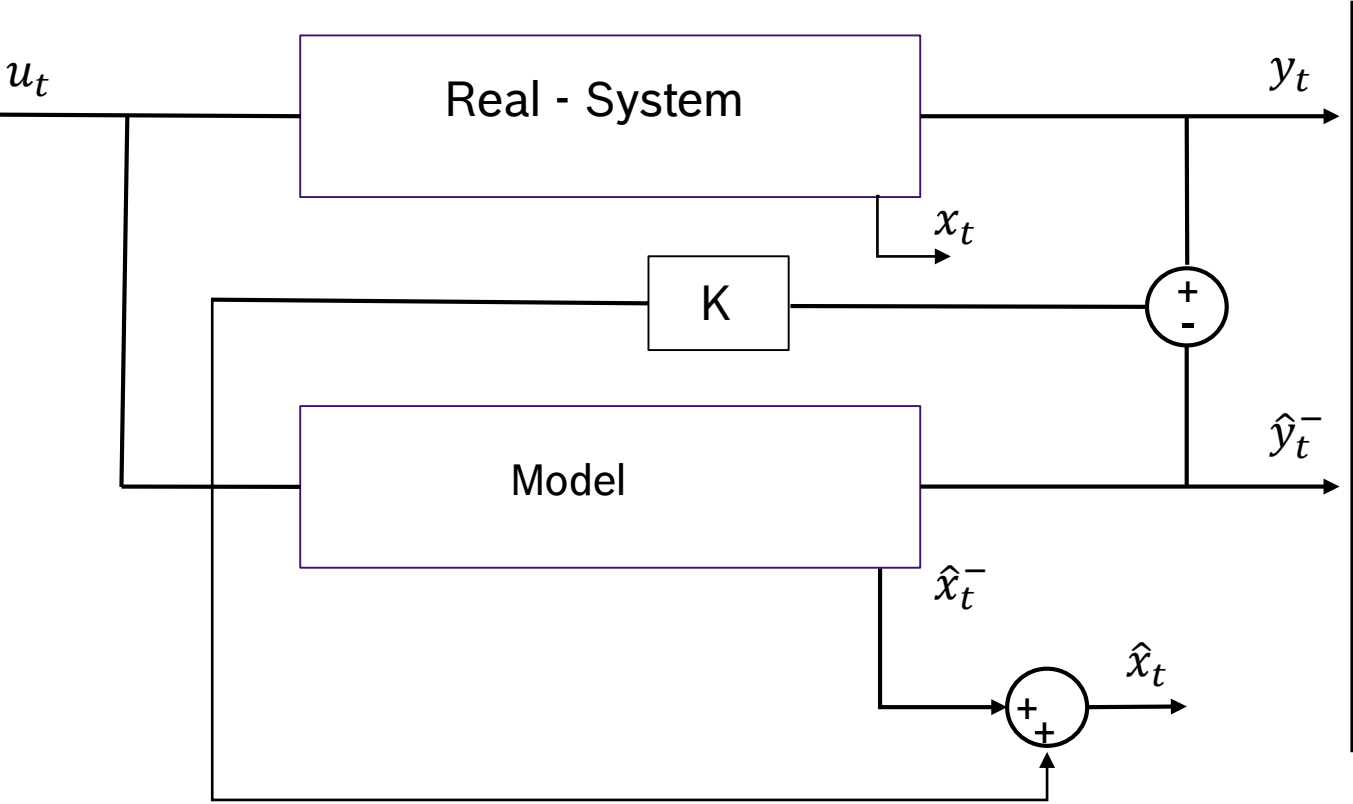 u_t
Real - System
y_t
x_t
K
+
-
ŷ_t^−
Model
x̂_t^−
x̂_t
+
+